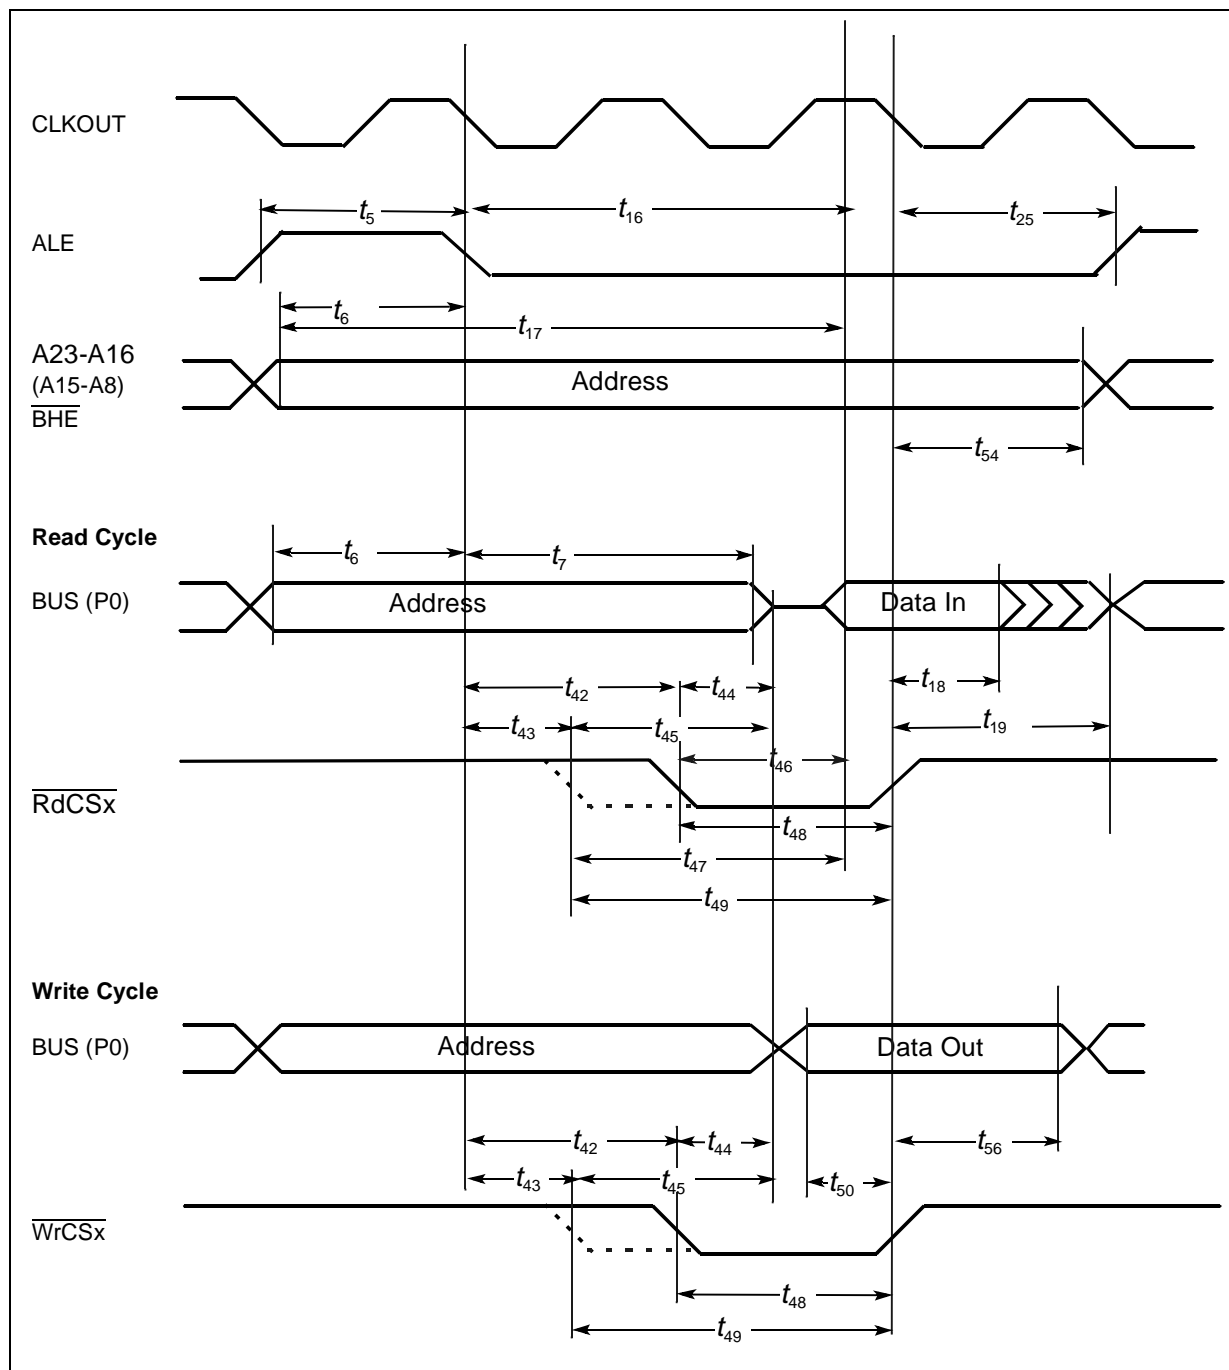 CLKOUT
t5 t16 t25
ALE
t6
t17
A23-A16
(A15-A8) Address
BHE
t54
Read Cycle
t6 t7
BUS (P0) Address Data In
t42 t44 t18
t43 t45 t19
t46
RdCSx
t48
t47
t49
Write Cycle
BUS (P0) Address Data Out
t42 t44 t56
t43 t45 t50
WrCSx
t48
t49